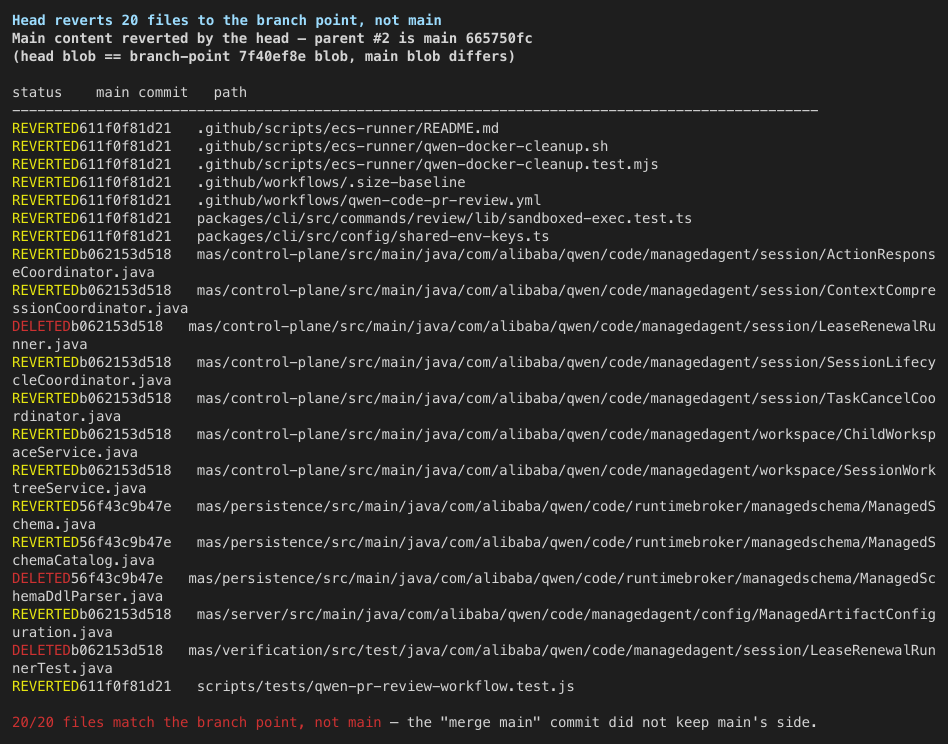 Head reverts 20 files to the branch point, not main
Main content reverted by the head — parent #2 is main 665750fc
(head blob == branch-point 7f40ef8e blob, main blob differs)
status    main commit   path
————————————————————————————————————————————————
REVERTED611f0f81d21   .github/scripts/ecs-runner/README.md
REVERTED611f0f81d21   .github/scripts/ecs-runner/qwen-docker-cleanup.sh
REVERTED611f0f81d21   .github/scripts/ecs-runner/qwen-docker-cleanup.test.mjs
REVERTED611f0f81d21   .github/workflows/.size-baseline
REVERTED611f0f81d21   .github/workflows/qwen-code-pr-review.yml
REVERTED611f0f81d21   packages/cli/src/commands/review/lib/sandboxed-exec.test.ts
REVERTED611f0f81d21   packages/cli/src/config/shared-env-keys.ts
REVERTEDb062153d518   mas/control-plane/src/main/java/com/alibaba/qwen/code/managedagent/session/ActionRespons
eCoordinator.java
REVERTEDb062153d518   mas/control-plane/src/main/java/com/alibaba/qwen/code/managedagent/session/ContextCompre
ssionCoordinator.java
DELETEDb062153d518   mas/control-plane/src/main/java/com/alibaba/qwen/code/managedagent/session/LeaseRenewalRu
nner.java
REVERTEDb062153d518   mas/control-plane/src/main/java/com/alibaba/qwen/code/managedagent/session/SessionLifecy
cleCoordinator.java
REVERTEDb062153d518   mas/control-plane/src/main/java/com/alibaba/qwen/code/managedagent/session/TaskCancelCoo
rdinator.java
REVERTEDb062153d518   mas/control-plane/src/main/java/com/alibaba/qwen/code/managedagent/workspace/ChildWorksp
aceService.java
REVERTEDb062153d518   mas/control-plane/src/main/java/com/alibaba/qwen/code/managedagent/workspace/SessionWork
treeService.java
REVERTED56f43c9b47e   mas/persistence/src/main/java/com/alibaba/qwen/code/runtimebroker/managedschema/ManagedS
chema.java
REVERTED56f43c9b47e   mas/persistence/src/main/java/com/alibaba/qwen/code/runtimebroker/managedschema/ManagedS
chemaCatalog.java
DELETED56f43c9b47e   mas/persistence/src/main/java/com/alibaba/qwen/code/runtimebroker/managedschema/ManagedSc
hemaDdlParser.java
REVERTEDb062153d518   mas/server/src/main/java/com/alibaba/qwen/code/managedagent/config/ManagedArtifactConfig
uration.java
DELETEDb062153d518   mas/verification/src/test/java/com/alibaba/qwen/code/managedagent/session/LeaseRenewalRun
nerTest.java
REVERTED611f0f81d21   scripts/tests/qwen-pr-review-workflow.test.js
20/20 files match the branch point, not main — the "merge main" commit did not keep main's side.